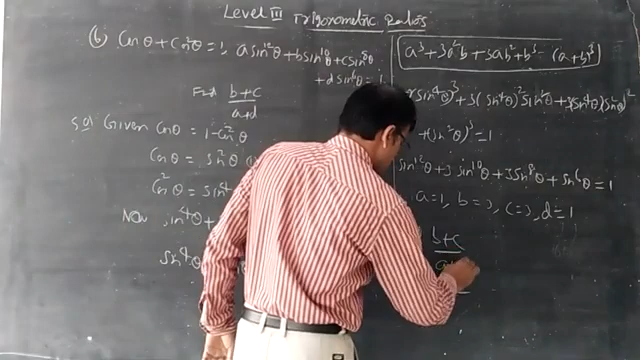 Level III Trigonometric Ratios
(6) Cosθ + Cos²θ = 1, a sin¹²θ + b sin¹⁰θ + c sin⁸θ
+ d sin⁶θ = 1
Find b+c
a+d
Sol Given Cosθ = 1 - Cos²θ
Cosθ = sin²θ
Cos²θ = sin⁴
Now sin⁴θ +
sin⁴θ
a³ + 3a²b + 3ab² + b³ = (a+b)³
(sin⁴θ)³ + 3(sin⁴θ)² sin²θ + 3(sin⁴θ)(sin²θ)²
+ (sin²θ)³ = 1
sin¹²θ + 3 sin¹⁰θ + 3sin⁸θ + sin⁶θ = 1
a = 1, b = 3, c = 3, d = 1
b+c